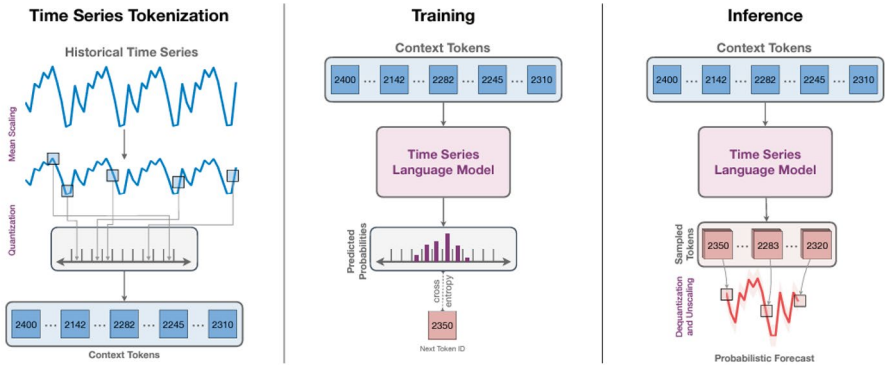 Time Series Tokenization
Historical Time Series
Mean Scaling
Quantization
2400 ... 2142 ... 2282 ... 2245 ... 2310
Context Tokens
Training
Context Tokens
2400 ... 2142 ... 2282 ... 2245 ... 2310
Time Series
Language Model
Predicted
Probabilities
cross
entropy
2350
Next Token ID
Inference
Context Tokens
2400 ... 2142 ... 2282 ... 2245 ... 2310
Time Series
Language Model
Sampled
Tokens
2350 ... 2283 ... 2320
Dequantization
and Unscaling
Probabilistic Forecast